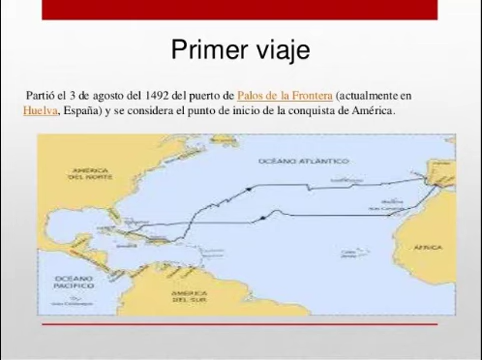 Primer viaje
Partió el 3 de agosto del 1492 del puerto de Palos de la Frontera (actualmente en
Huelva, España) y se considera el punto de inicio de la conquista de América.
OCÉANO ATLÁNTICO
AMÉRICA
DEL NORTE
ÁFRICA
OCÉANO
PACÍFICO
AMÉRICA
DEL SUR